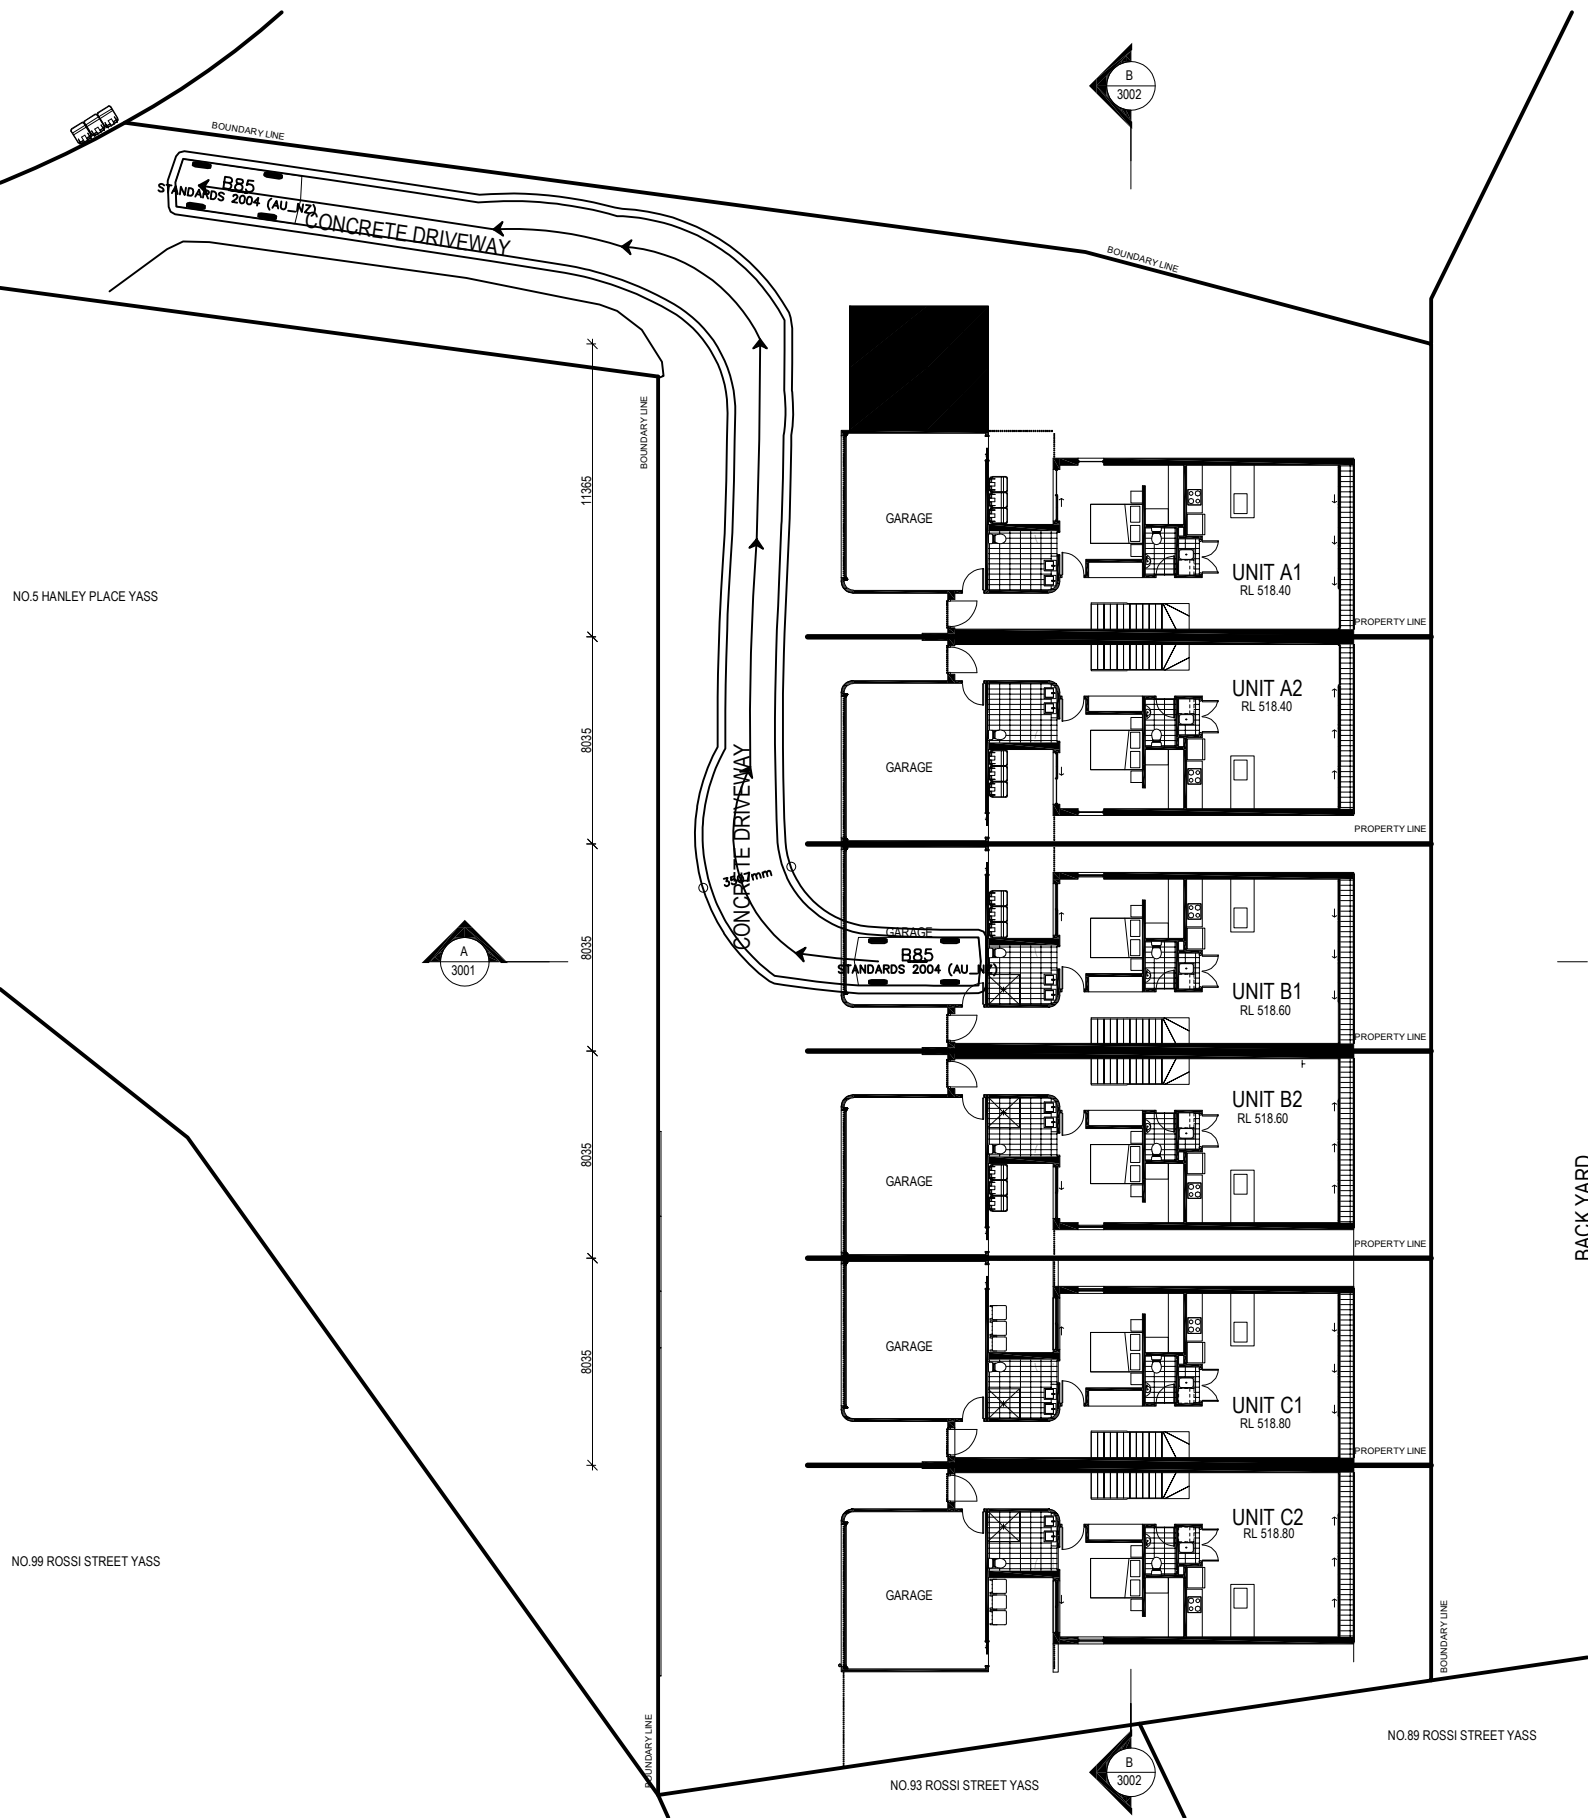 B
3002
BOUNDARY LINE
B85
STANDARDS 2004 (AU_NZ)
CONCRETE DRIVEWAY
BOUNDARY LINE
BOUNDARY LINE
11365
GARAGE
UNIT A1
RL 518.40
NO.5 HANLEY PLACE YASS
PROPERTY LINE
UNIT A2
RL 518.40
8035
GARAGE
PROPERTY LINE
CONCRETE DRIVEWAY
8035
GARAGE
B85
STANDARDS 2004 (AU_NZ)
A
3001
UNIT B1
RL 518.60
PROPERTY LINE
UNIT B2
RL 518.60
8035
GARAGE
BACK YARD
PROPERTY LINE
8035
GARAGE
UNIT C1
RL 518.80
PROPERTY LINE
UNIT C2
RL 518.80
NO.99 ROSSI STREET YASS
GARAGE
BOUNDARY LINE
BOUNDARY LINE
NO.89 ROSSI STREET YASS
B
3002
NO.93 ROSSI STREET YASS